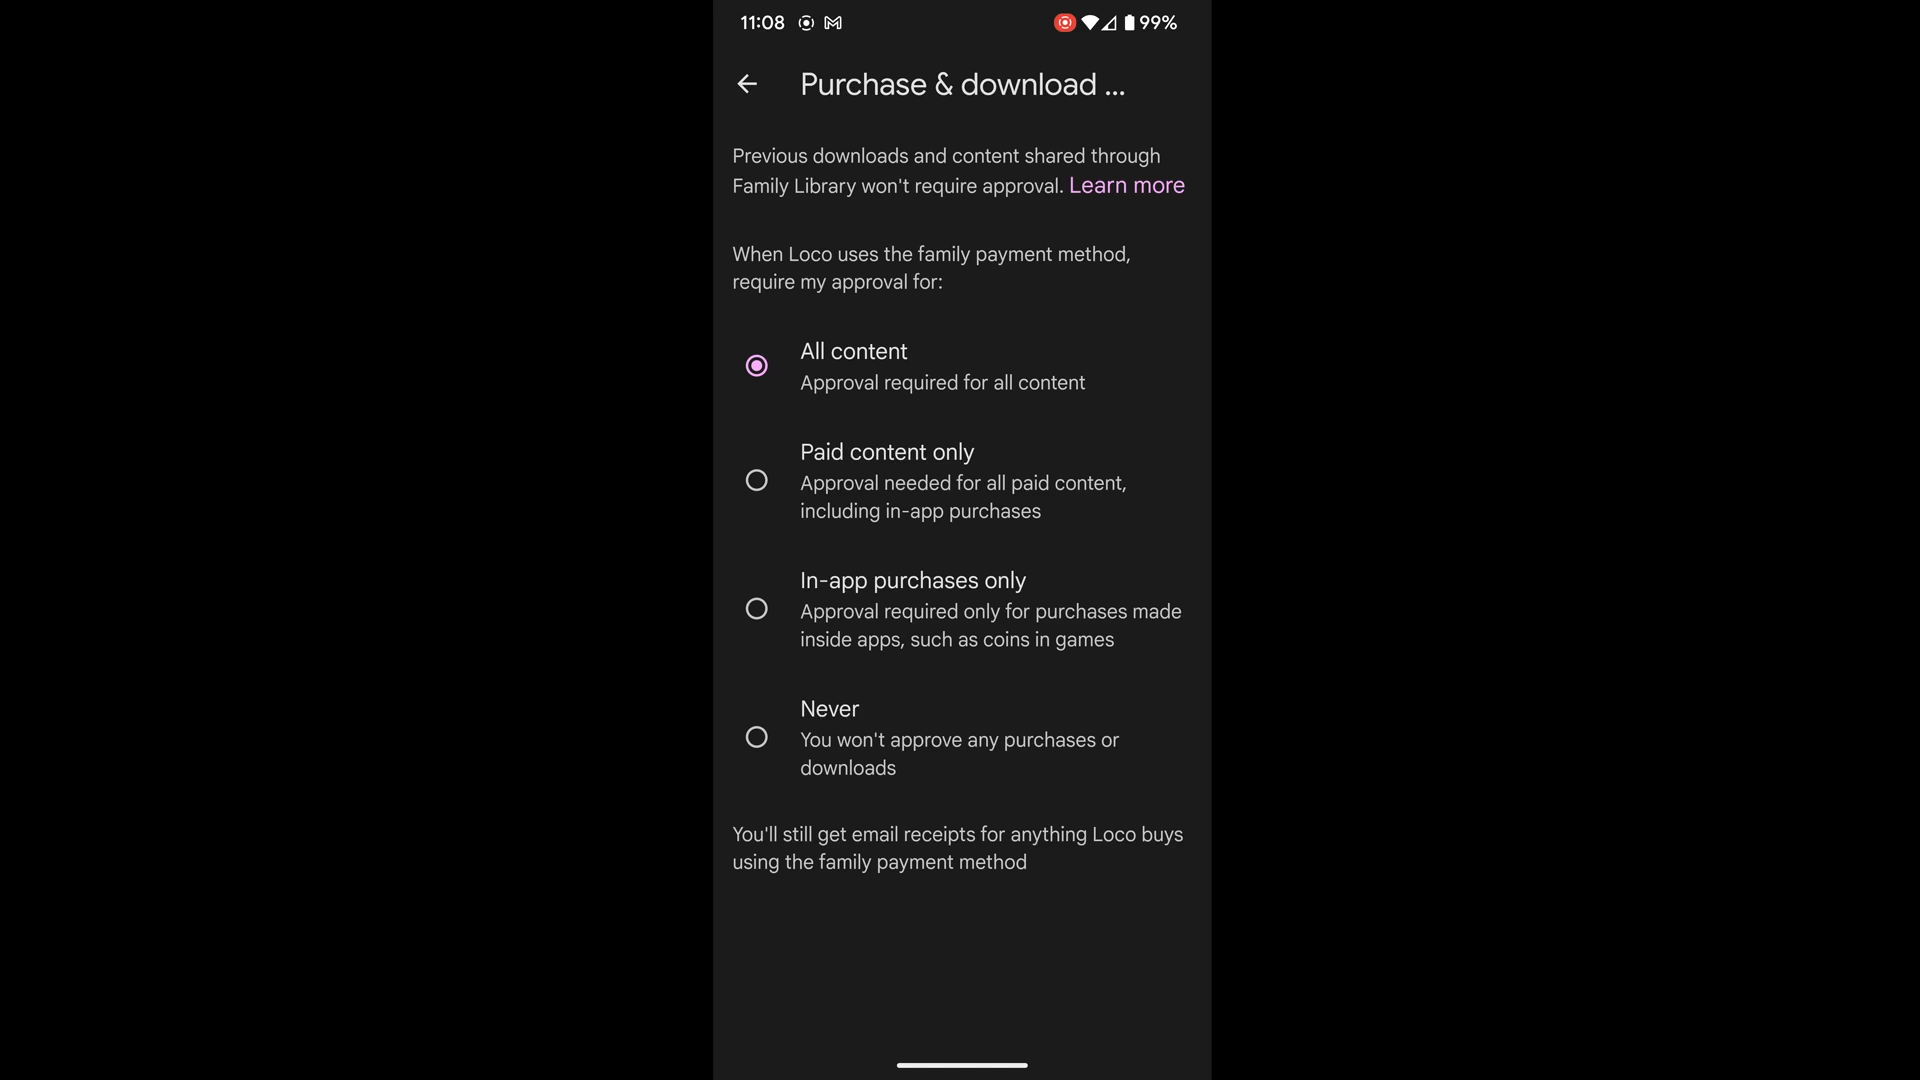 11:08 99%
Purchase & download ...
Previous downloads and content shared through
Family Library won't require approval. Learn more
When Loco uses the family payment method,
require my approval for:
All content
Approval required for all content
Paid content only
Approval needed for all paid content,
including in-app purchases
In-app purchases only
Approval required only for purchases made
inside apps, such as coins in games
Never
You won't approve any purchases or
downloads
You'll still get email receipts for anything Loco buys
using the family payment method